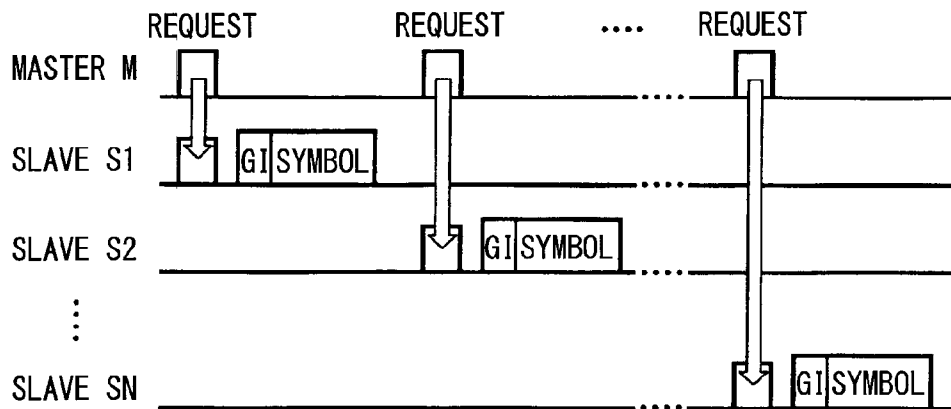 REQUEST REQUEST .... REQUEST
MASTER M
....
SLAVE S1 GI SYMBOL
....
SLAVE S2 GI SYMBOL
....
SLAVE SN GI SYMBOL